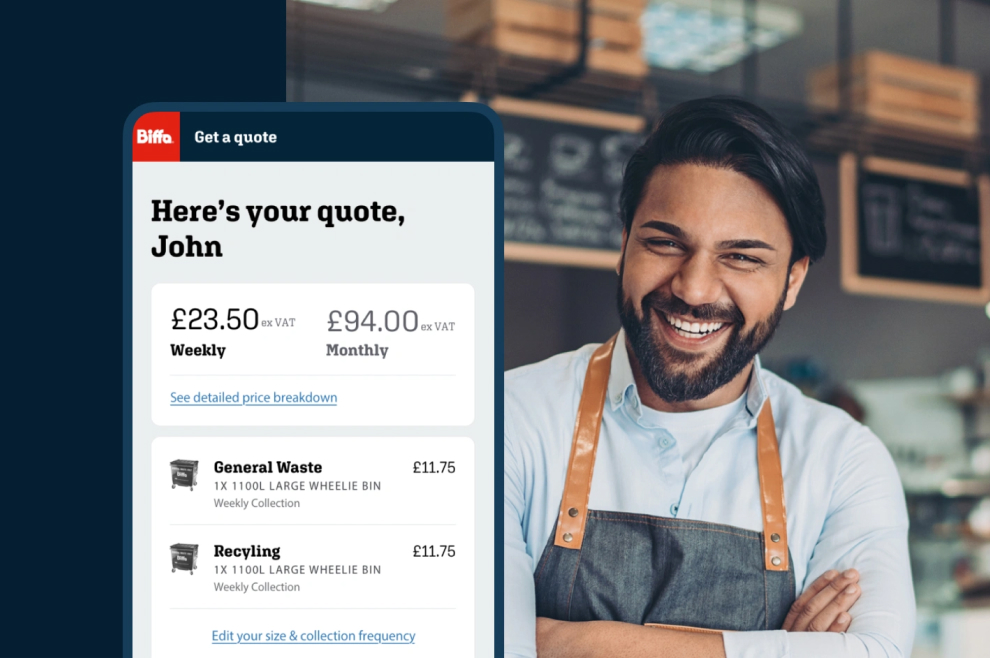 Biffa
Get a quote
Here's your quote,
John
£23.50 ex VAT
£94.00 ex VAT
Weekly
Monthly
See detailed price breakdown
General Waste
£11.75
1X 1100L LARGE WHEELIE BIN
Weekly Collection
Recyling
£11.75
1X 1100L LARGE WHEELIE BIN
Weekly Collection
Edit your size & collection frequency